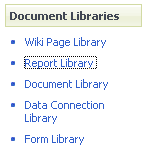 Document Libraries
Wiki Page Library
Report Library
Document Library
Data Connection
Library
Form Library